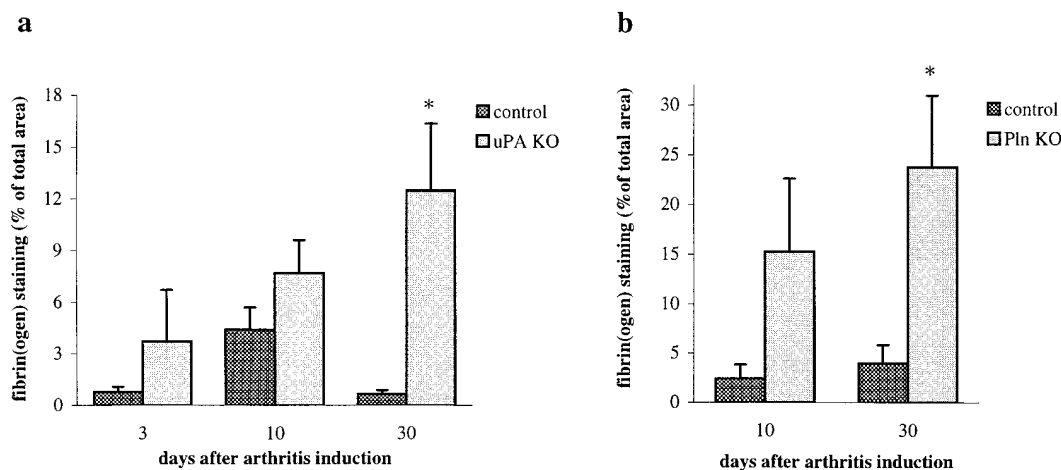 a
fibrin(ogen) staining (% of total area)
18
15
12
9
6
3
0
*
control
uPA KO
3 10 30
days after arthritis induction
b
fibrin(ogen) staining (%of total area)
30
25
20
15
10
5
0
*
control
Pln KO
10 30
days after arthritis induction